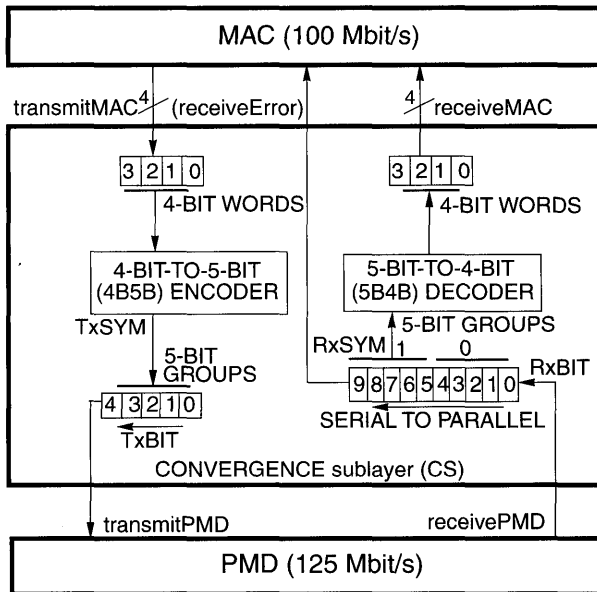 MAC (100 Mbit/s)
transmitMAC 4 (receiveError) 4 receiveMAC
3 2 1 0 3 2 1 0
4-BIT WORDS 4-BIT WORDS
4-BIT-TO-5-BIT 5-BIT-TO-4-BIT
(4B5B) ENCODER (5B4B) DECODER
TxSYM 5-BIT GROUPS
RxSYM 1 0
5-BIT RxBIT
GROUPS
9 8 7 6 5 4 3 2 1 0
4 3 2 1 0
SERIAL TO PARALLEL
TxBIT
CONVERGENCE sublayer (CS)
transmitPMD receivePMD
PMD (125 Mbit/s)